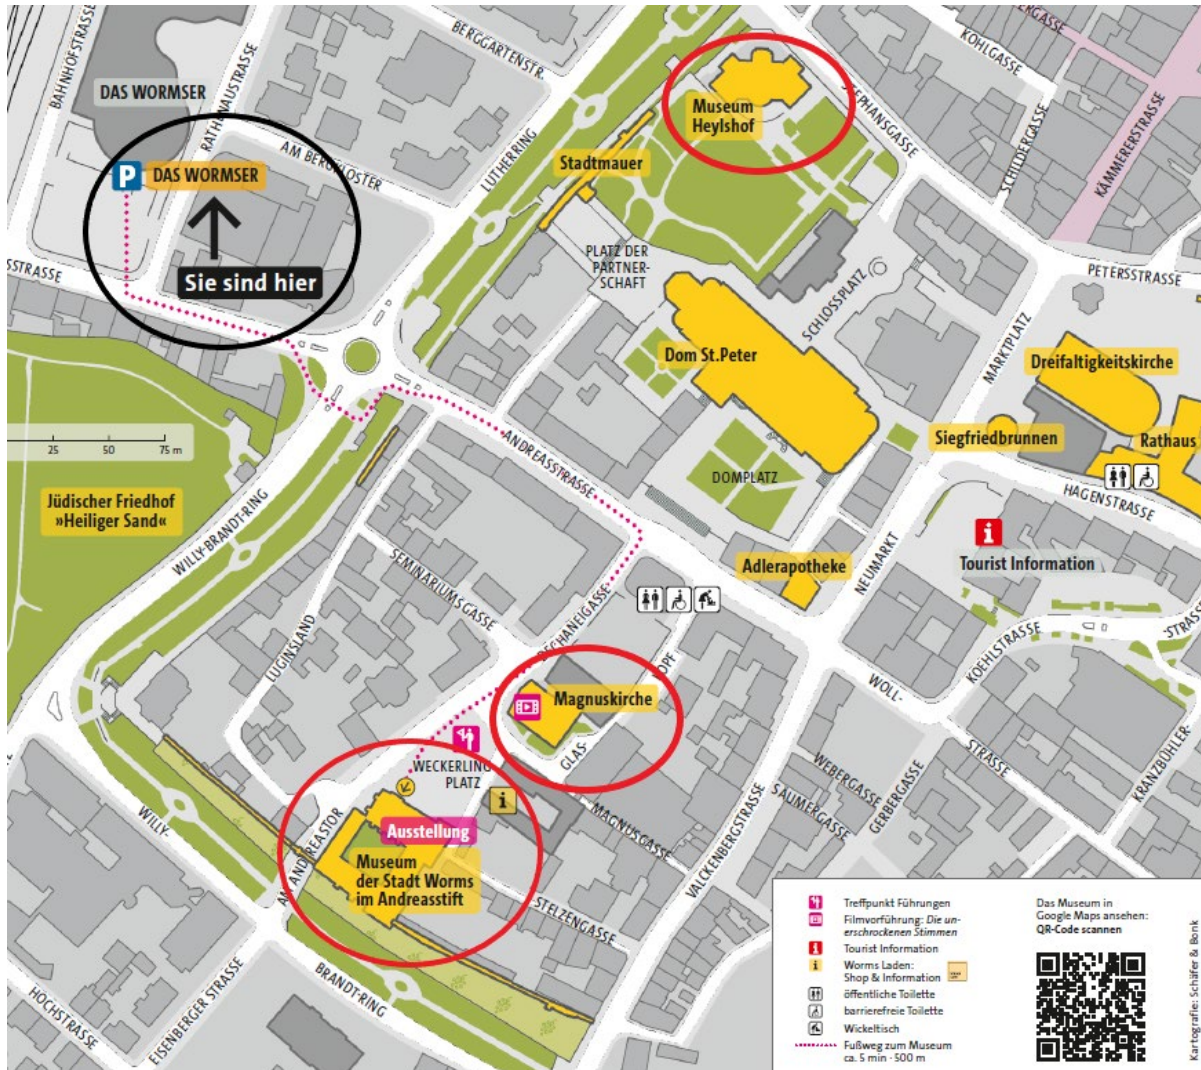 BAHNHOFSTRASSE
DAS WORMSER
RATHENAUSTRASSE
BERGGARTENSTR.
AM BERGKLOSTER
LUTHERRING
P
DAS WORMSER
Sie sind hier
SSTRASSE
Museum
Heylshof
Stadtmauer
STEPHANSGASSE
KOHLGASSE
SCHILDERGASSE
KÄMMERERSTRASSE
PETERSSTRASSE
PLATZ DER
PARTNER-
SCHAFT
SCHLOSSPLATZ
MARKTPLATZ
Dom St.Peter
Dreifaltigkeitskirche
Siegfriedbrunnen
Rathaus
HAGENSTRASSE
25 50 75 m
Jüdischer Friedhof
»Heiliger Sand«
WILLY-BRANDT-RING
ANDREASSTRASSE
DOMPLATZ
NEUMARKT
Adlerapotheke
i
Tourist Information
SEMINARIUMSGASSE
LUGINSLAND
DECHANEIGASSE
KOEHLSTRASSE
-STRASSE
WOLL-
STRASSE
KRANZBÜHLER-
Magnuskirche
GLAS-
KOPF
WECKERLING
PLATZ
i
MAGNUSGASSE
WEBERGASSE
SAUMERGASSE
GERBERGASSE
VALCKENBERGSTRASSE
Ausstellung
Museum
der Stadt Worms
im Andreasstift
AM ANDREASTOR
STELZENGASSE
WILLY-
BRANDT-RING
HOCHSTRASSE
EISENBERGER STRASSE
Treffpunkt Führungen
Filmvorführung: Die un-
erschrockenen Stimmen
i Tourist Information
i Worms Laden:
Shop & Information
öffentliche Toilette
barrierefreie Toilette
Wickeltisch
Fußweg zum Museum
ca. 5 min · 500 m
Das Museum in
Google Maps ansehen:
QR-Code scannen
Kartografie: Schäfer & Bonk